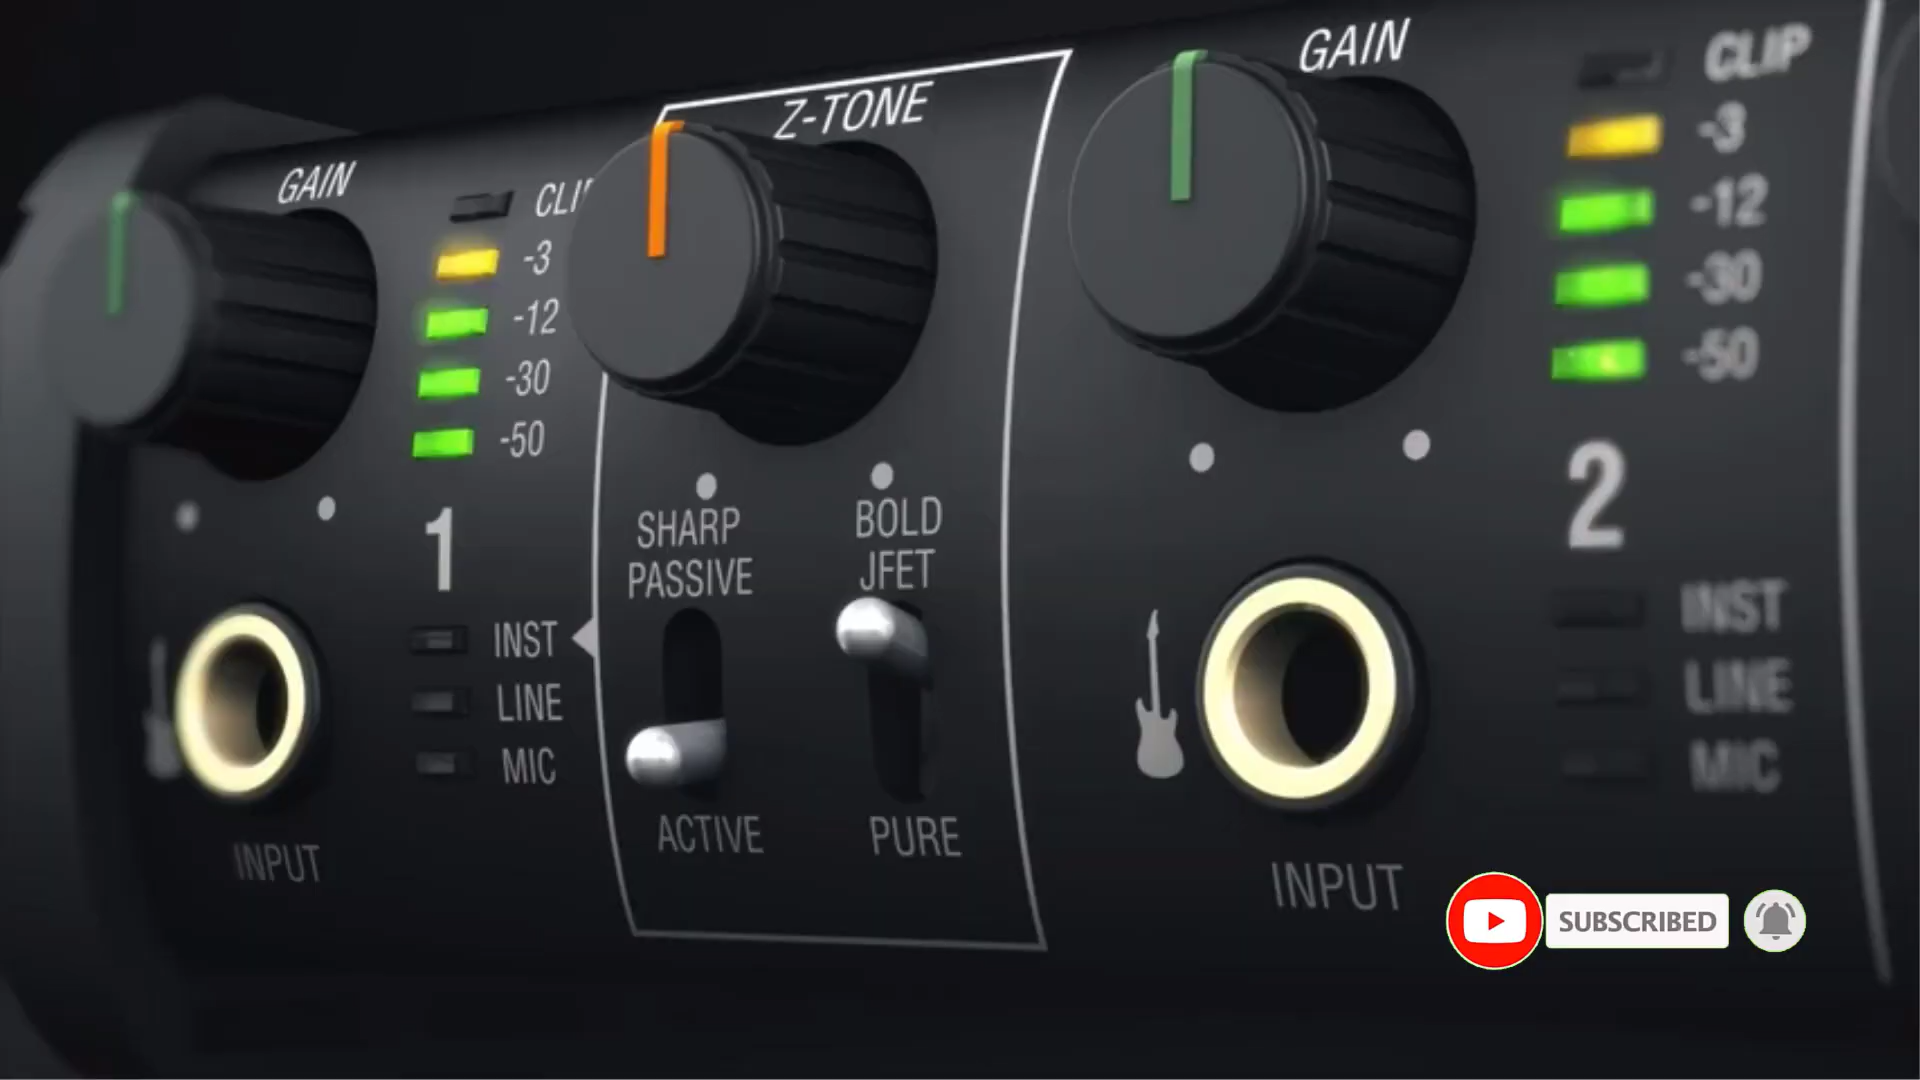 GAIN
CLIP
-3
-12
-30
-50
1
INST
LINE
MIC
INPUT
Z-TONE
SHARP
PASSIVE
ACTIVE
BOLD
JFET
PURE
GAIN
CLIP
-3
-12
-30
-50
2
INST
LINE
MIC
INPUT
SUBSCRIBED